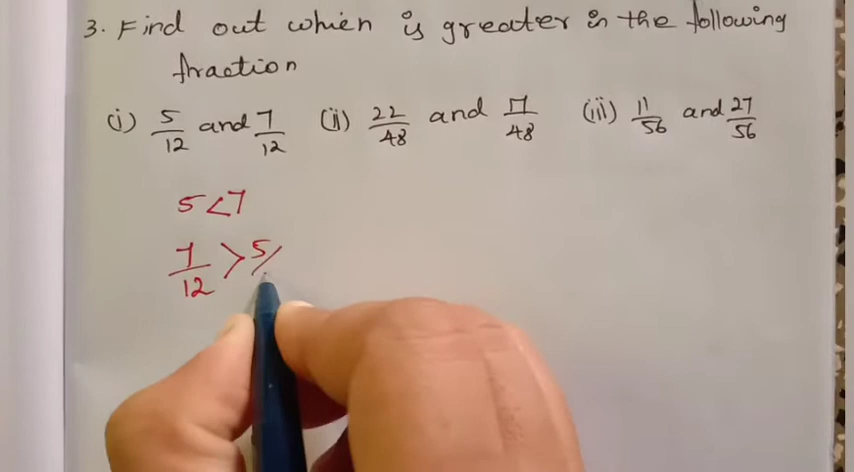 3. Find out which is greater in the following
fraction
(i) 5/12 and 7/12 (ii) 22/48 and 17/48 (iii) 11/56 and 27/56
5<7
7/12 > 5/